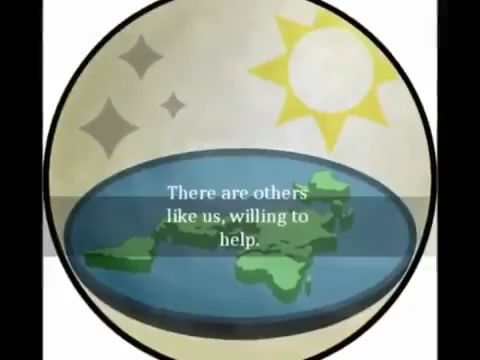 There are others
like us, willing to
help.